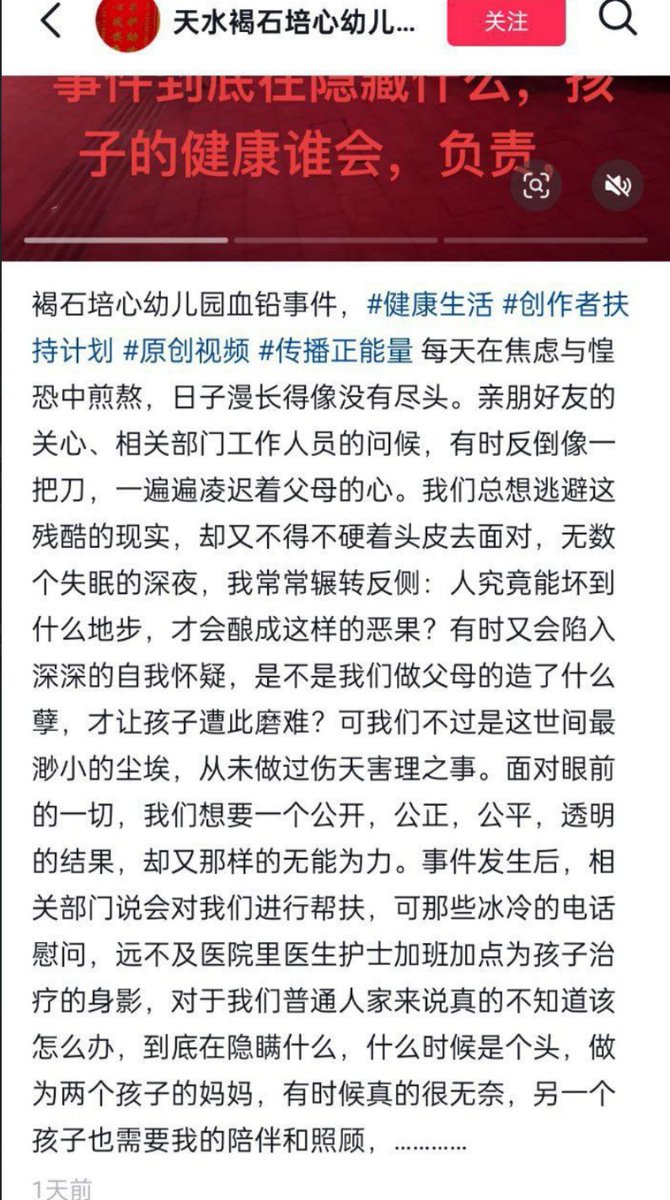 天水褐石培心幼儿...
关注
事件到底在隐藏什么，孩
子的健康谁会，负责，
褐石培心幼儿园血铅事件，#健康生活 #创作者扶
持计划 #原创视频 #传播正能量 每天在焦虑与惶
恐中煎熬，日子漫长得像没有尽头。亲朋好友的
关心、相关部门工作人员的问候，有时反倒像一
把刀，一遍遍凌迟着父母的心。我们总想逃避这
残酷的现实，却又不得不硬着头皮去面对，无数
个失眠的深夜，我常常辗转反侧：人究竟能坏到
什么地步，才会酿成这样的恶果？有时又会陷入
深深的自我怀疑，是不是我们做父母的造了什么
孽，才让孩子遭此磨难？可我们不过是这世间最
渺小的尘埃，从未做过伤天害理之事。面对眼前
的一切，我们想要一个公开，公正，公平，透明
的结果，却又那样的无能为力。事件发生后，相
关部门说会对我们进行帮扶，可那些冰冷的电话
慰问，远不及医院里医生护士加班加点为孩子治
疗的身影，对于我们普通人家来说真的不知道该
怎么办，到底在隐瞒什么，什么时候是个头，做
为两个孩子的妈妈，有时候真的很无奈，另一个
孩子也需要我的陪伴和照顾，…………
1天前